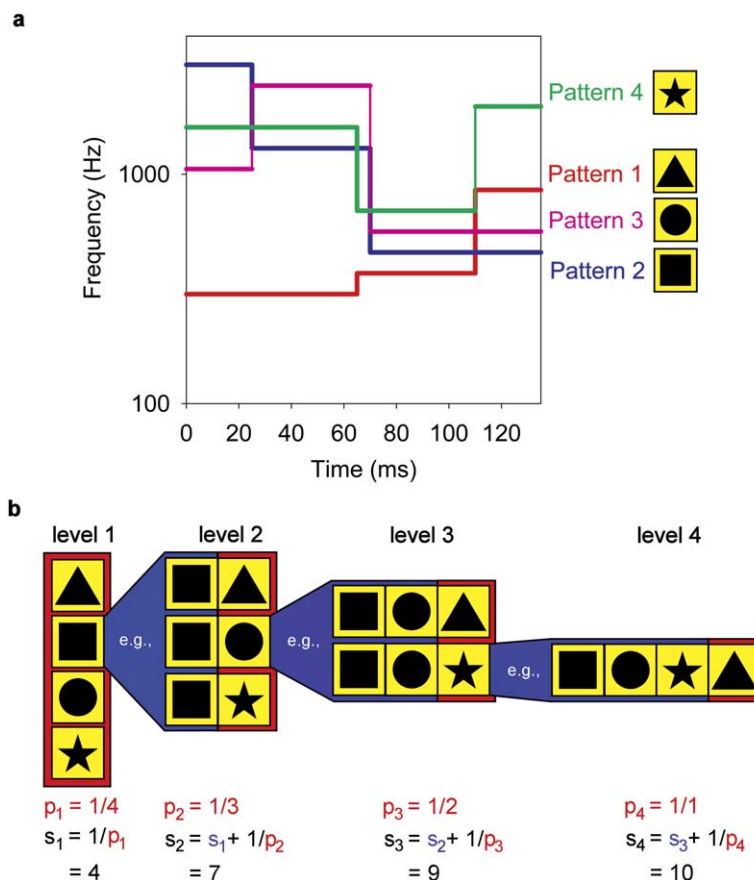 a
Frequency (Hz)
1000
100
0 20 40 60 80 100 120
Time (ms)
Pattern 4
Pattern 1
Pattern 3
Pattern 2
b
level 1 level 2 level 3 level 4
e.g., e.g., e.g.,
p₁ = 1/4 p₂ = 1/3 p₃ = 1/2 p₄ = 1/1
s₁ = 1/p₁ s₂ = s₁ + 1/p₂ s₃ = s₂ + 1/p₃ s₄ = s₃ + 1/p₄
= 4 = 7 = 9 = 10